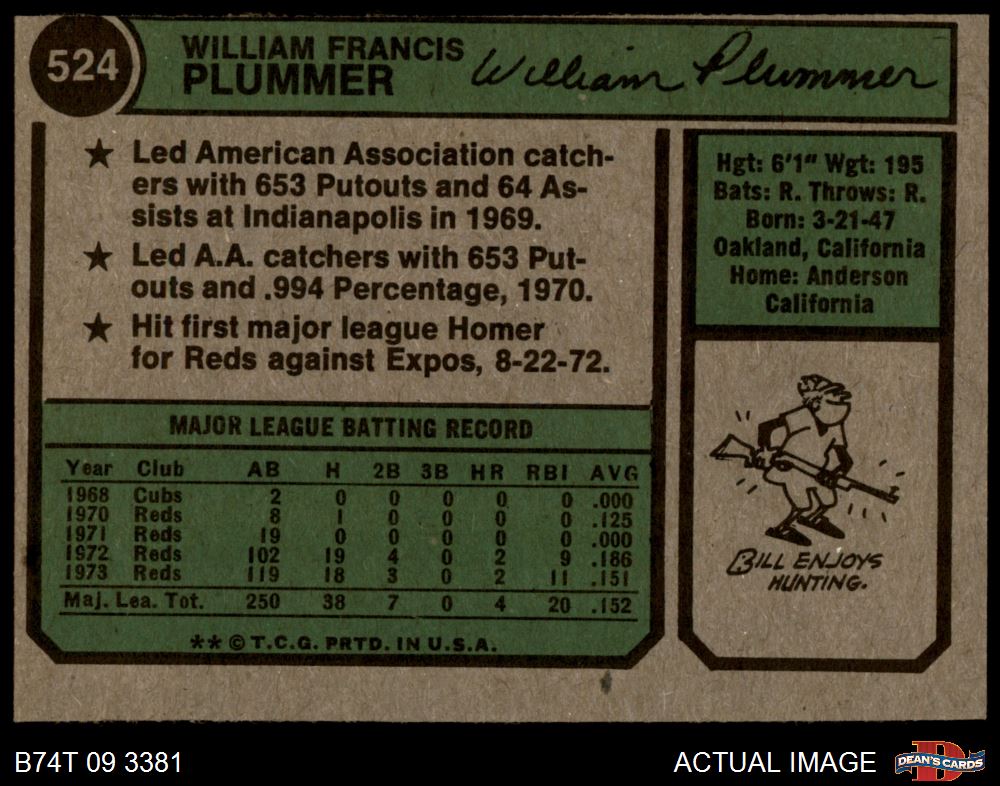 524
WILLIAM FRANCIS
PLUMMER
William Plummer
★ Led American Association catch-
ers with 653 Putouts and 64 As-
sists at Indianapolis in 1969.
★ Led A.A. catchers with 653 Put-
outs and .994 Percentage, 1970.
★ Hit first major league Homer
for Reds against Expos, 8-22-72.
Hgt: 6'1" Wgt: 195
Bats: R. Throws: R.
Born: 3-21-47
Oakland, California
Home: Anderson
California
MAJOR LEAGUE BATTING RECORD
Year Club AB H 2B 3B HR RBI AVG
1968 Cubs 2 0 0 0 0 0 .000
1970 Reds 8 1 0 0 0 0 .125
1971 Reds 19 0 0 0 0 0 .000
1972 Reds 102 19 4 0 2 9 .186
1973 Reds 119 18 3 0 2 11 .151
Maj. Lea. Tot. 250 38 7 0 4 20 .152
** © T.C.G. PRTD. IN U.S.A.
BILL ENJOYS
HUNTING.
B74T 09 3381
ACTUAL IMAGE
D
DEAN'S CARDS